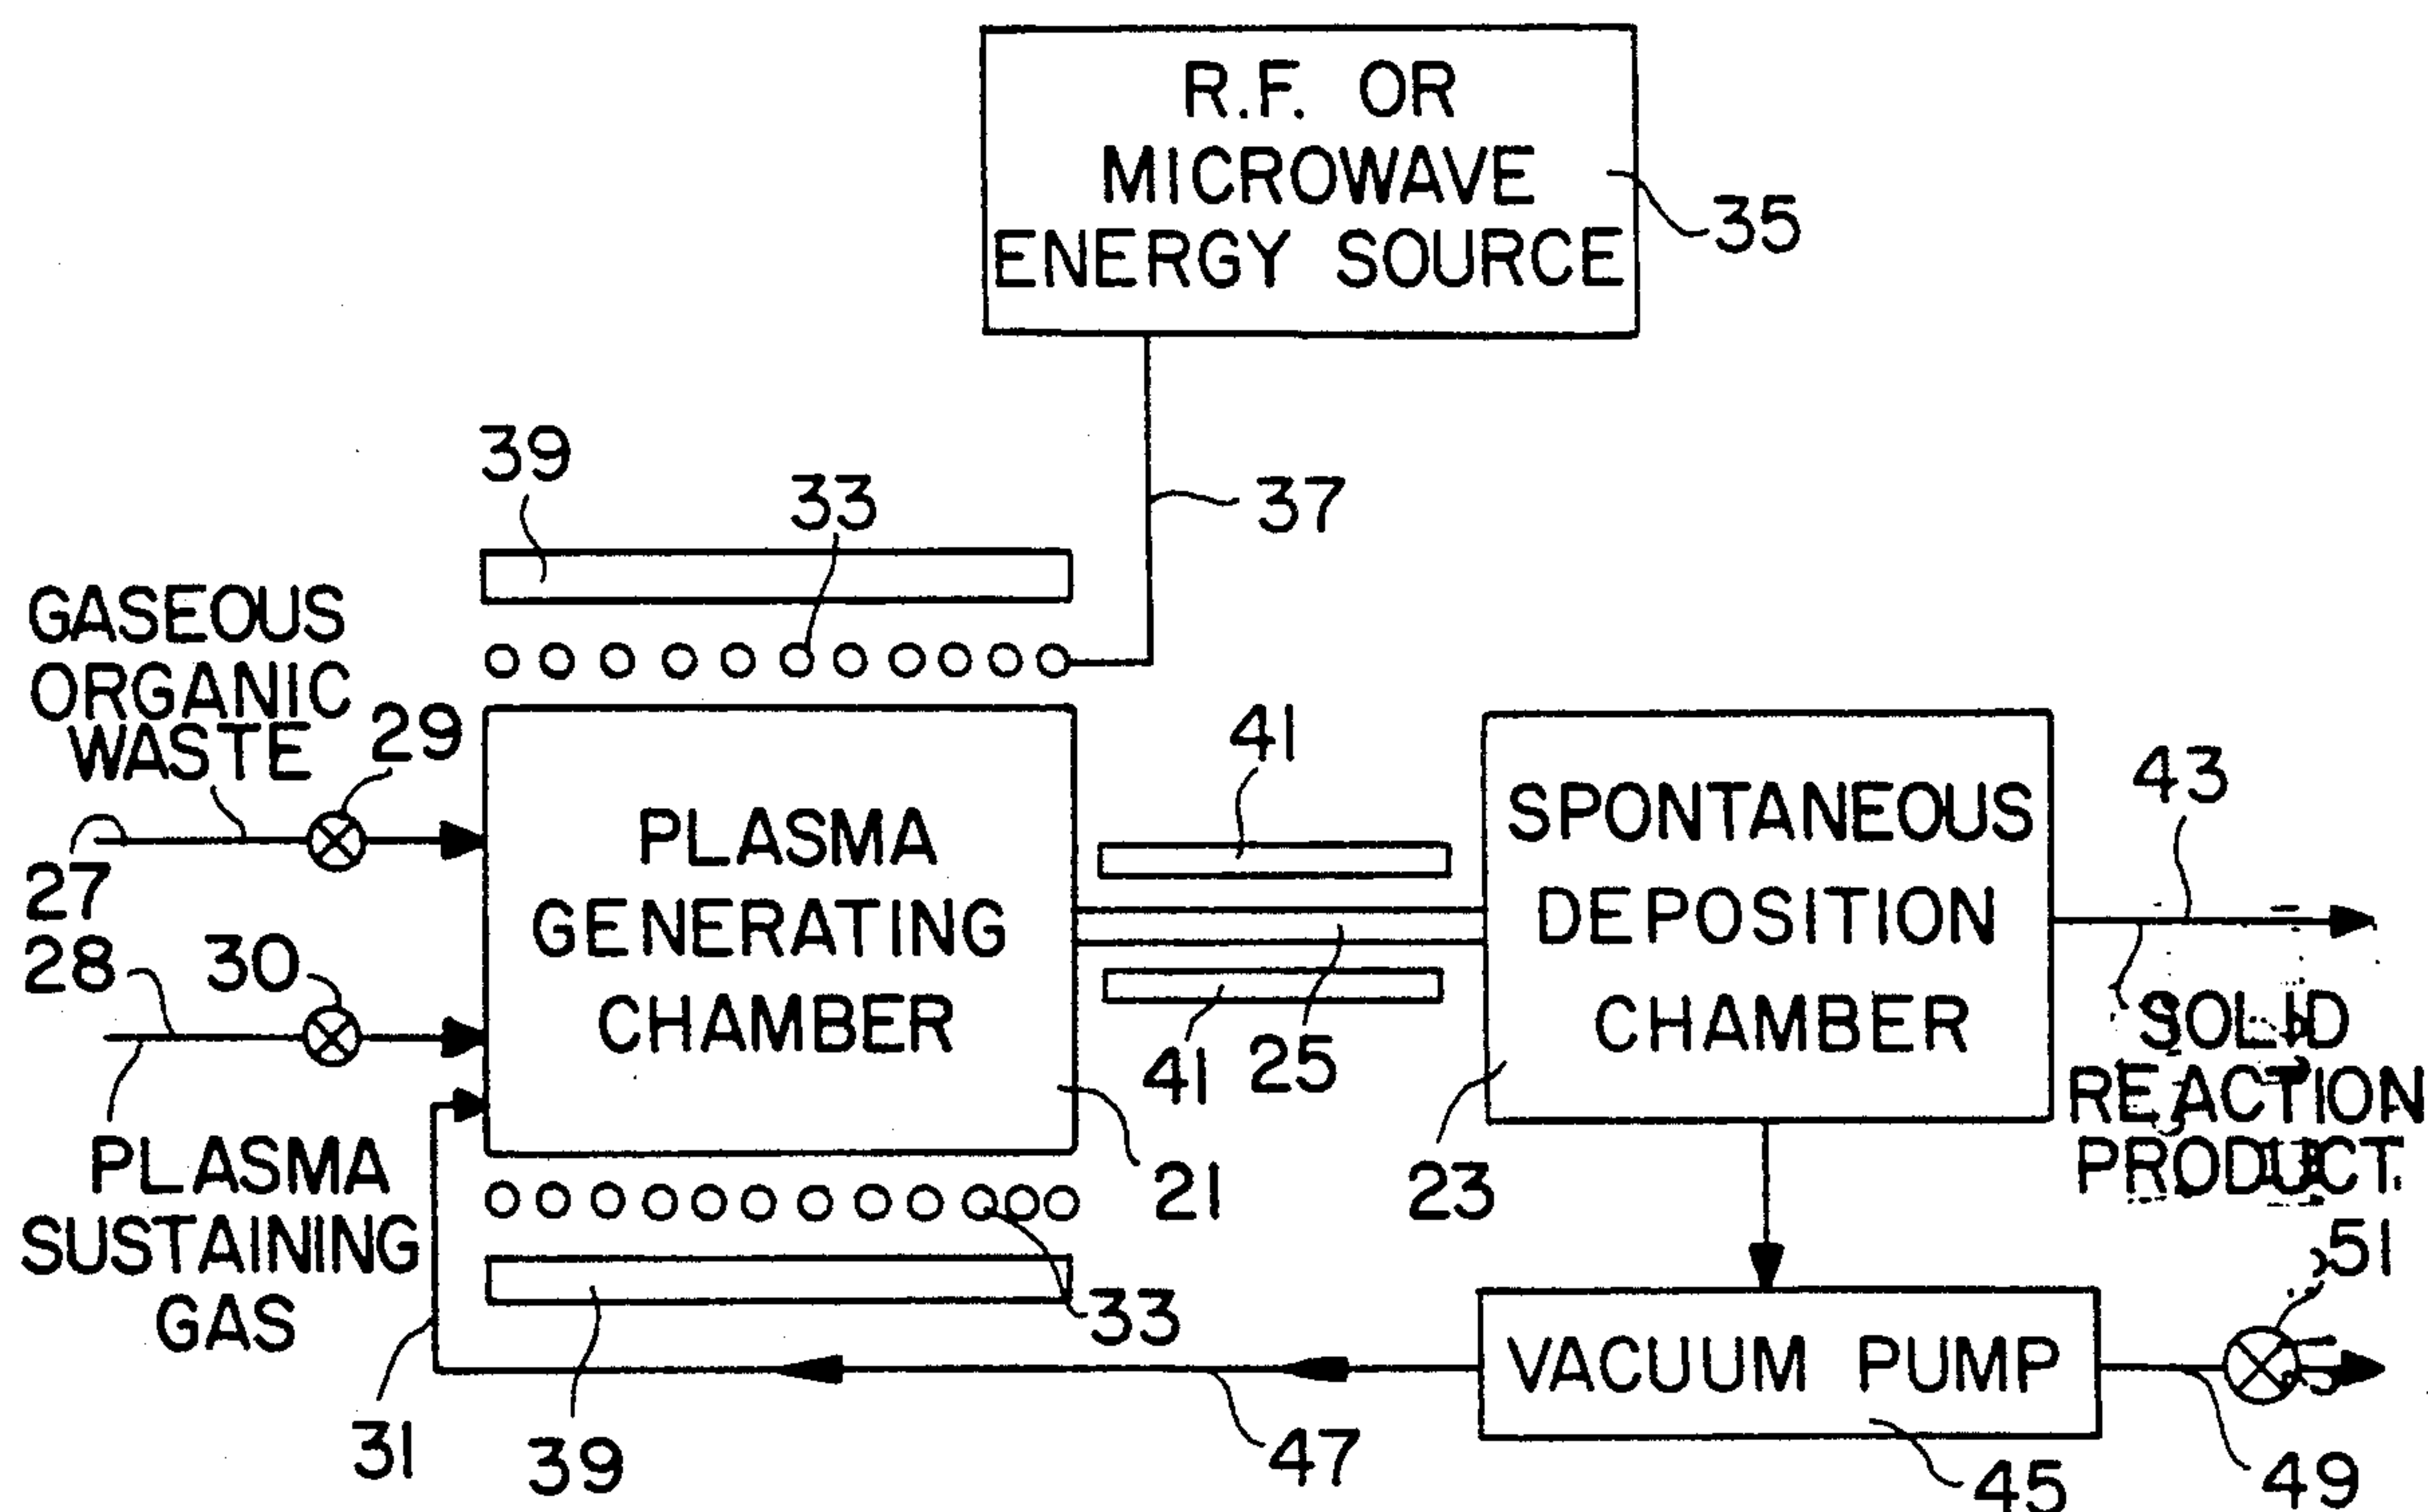 R.F. OR
MICROWAVE
ENERGY SOURCE
35
39
33
37
GASEOUS
ORGANIC
WASTE
29
27
28
30
PLASMA
GENERATING
CHAMBER
21
41
41
25
SPONTANEOUS
DEPOSITION
CHAMBER
23
43
SOLID
REACTION
PRODUCT
PLASMA
SUSTAINING
GAS
31
33
39
47
VACUUM PUMP
45
51
49